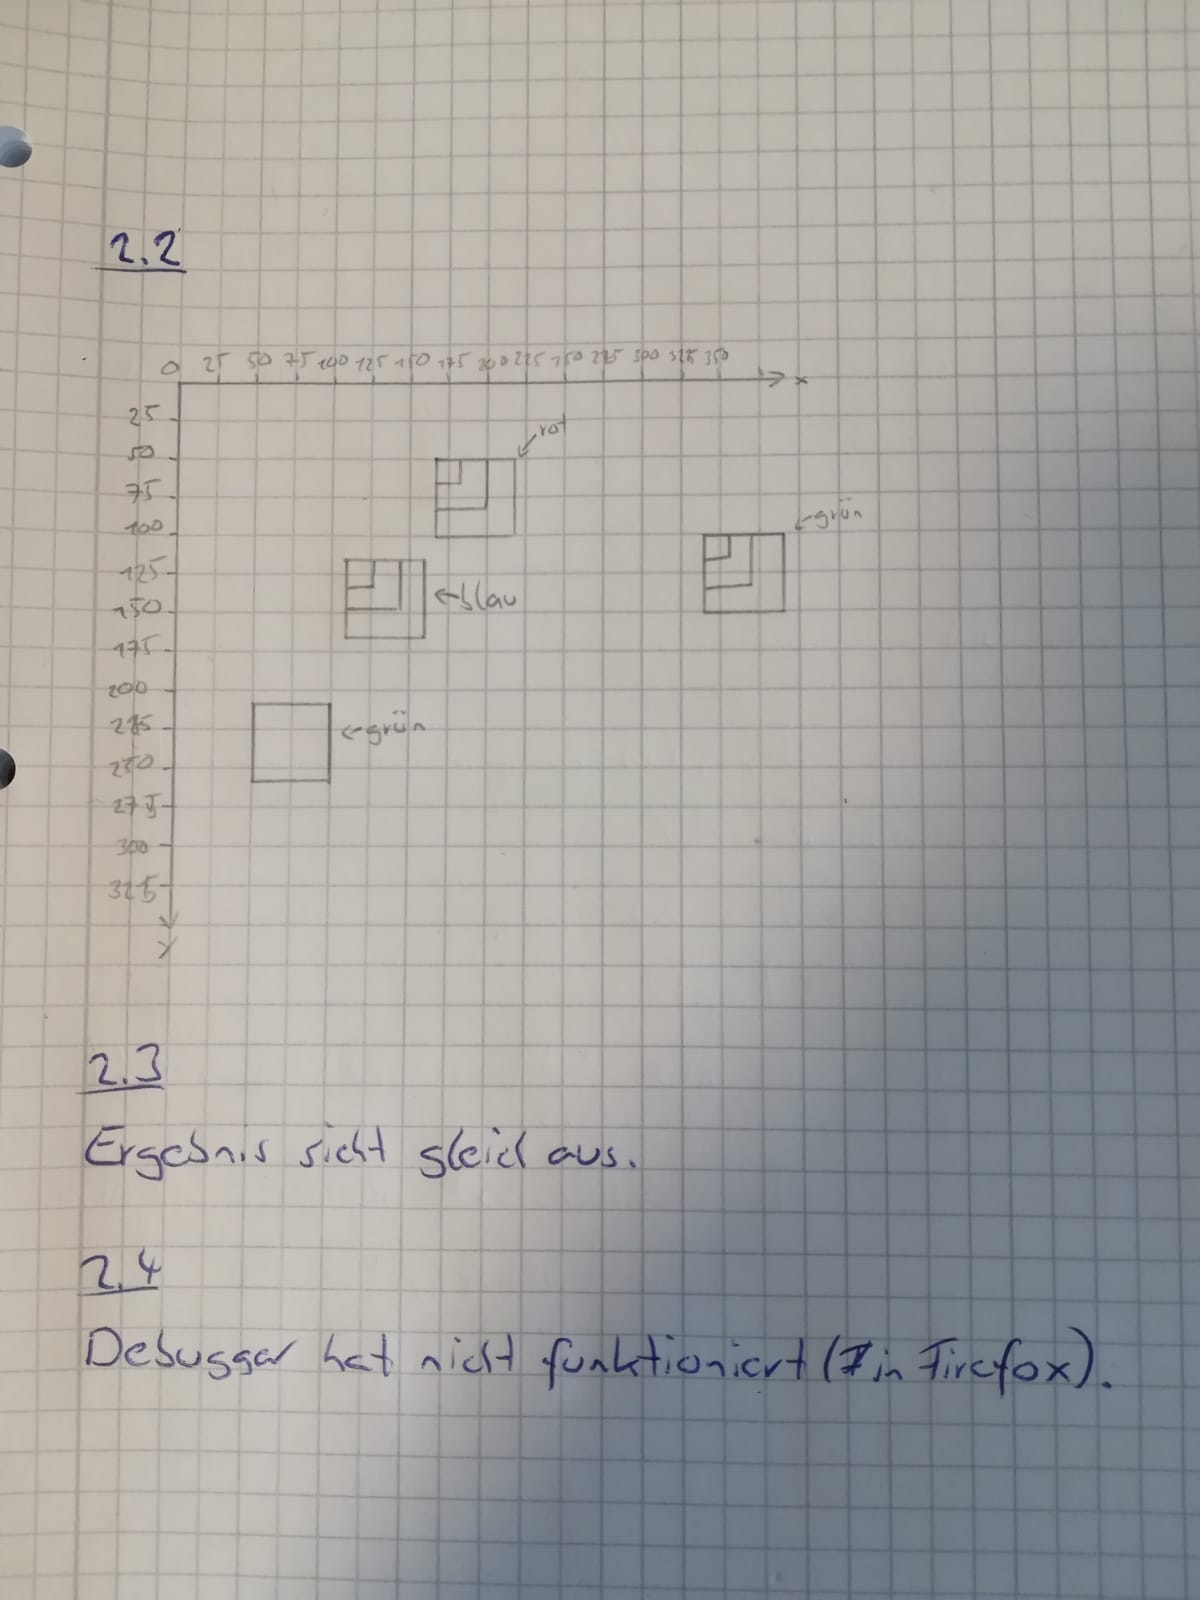 2.2
0 25 50 75 100 125 150 175 200 225 250 275 300 325 350 x
25
rot
50
75
grün
100
125
blau
150
175
200
225
grün
250
275
300
325
y
2.3
Ergebnis sieht gleich aus.
2.4
Debugger hat nicht funktioniert (in Firefox).